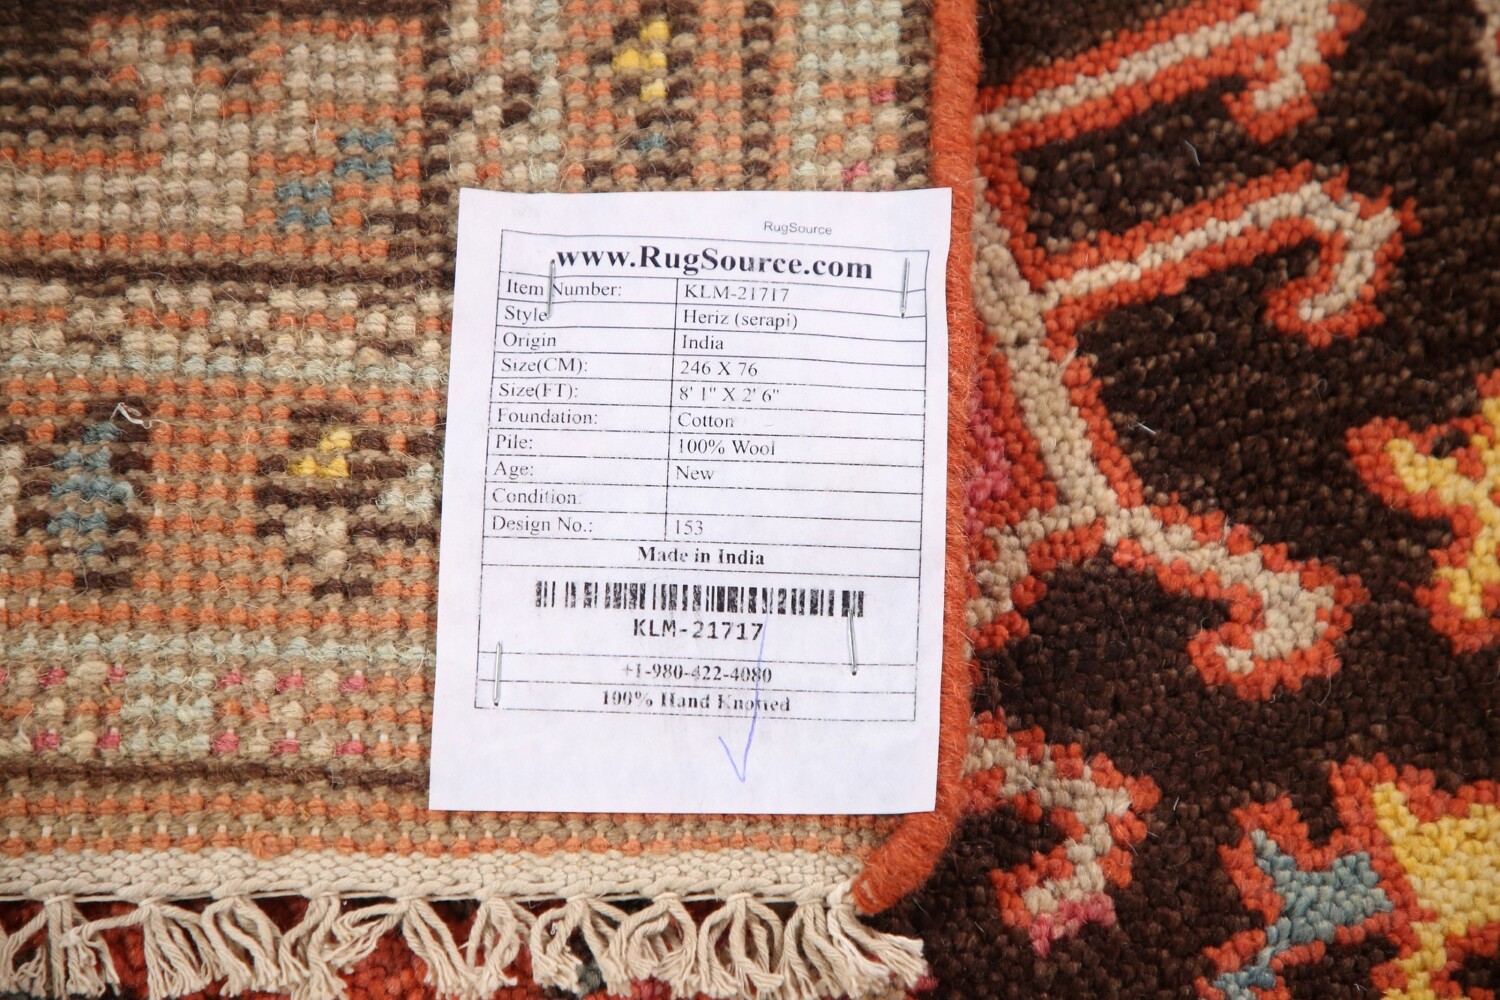 RugSource
www.RugSource.com
Item Number: KLM-21717
Style Heriz (serapi)
Origin India
Size(CM): 246 X 76
Size(FT): 8' 1" X 2' 6"
Foundation: Cotton
Pile: 100% Wool
Age: New
Condition:
Design No.: 153
Made in India
KLM-21717
+1-980-422-4080
100% Hand Knotted